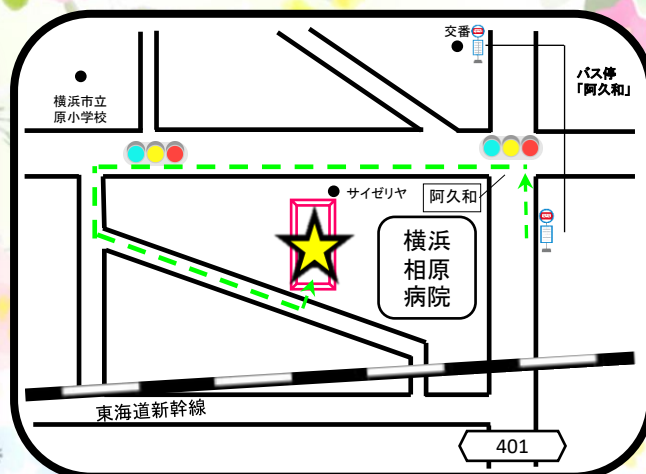 交番
バス停
「阿久和」
横浜市立
原小学校
サイゼリヤ
阿久和
横浜
相原
病院
東海道新幹線
401